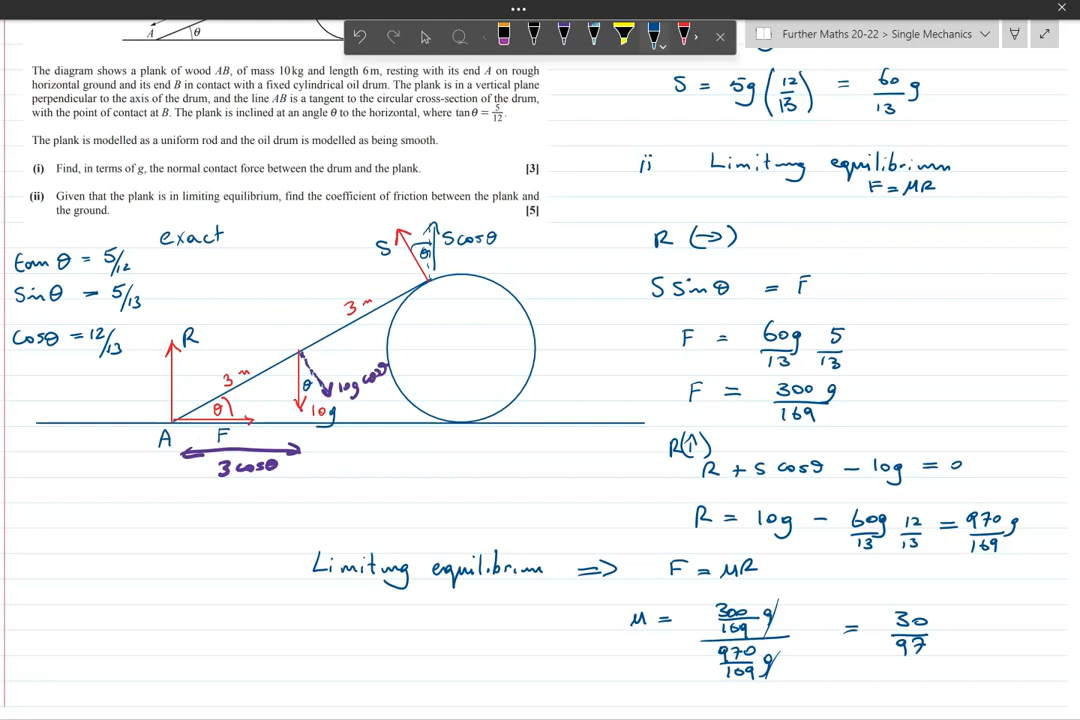 A θ
Further Maths 20-22 > Single Mechanics
The diagram shows a plank of wood AB, of mass 10 kg and length 6 m, resting with its end A on rough
horizontal ground and its end B in contact with a fixed cylindrical oil drum. The plank is in a vertical plane
perpendicular to the axis of the drum, and the line AB is a tangent to the circular cross-section of the drum,
with the point of contact at B. The plank is inclined at an angle θ to the horizontal, where tan θ = 5/12.
The plank is modelled as a uniform rod and the oil drum is modelled as being smooth.
(i) Find, in terms of g, the normal contact force between the drum and the plank. [3]
(ii) Given that the plank is in limiting equilibrium, find the coefficient of friction between the plank and
the ground. [5]
exact
tan θ = 5/12
Sin θ = 5/13
Cosθ = 12/13
S
θ
Scosθ
3m
R
3m
θ
θ
10g cosθ
10g
A
F
3 cosθ
S = 5g (12/13) = 60/13 g
ii Limiting equilibrium
F = μR
R (→)
S sin θ = F
F = 60g/13 5/13
F = 300 g/169
R(↑)
R + S cosθ - 10g = 0
R = 10g - 60g/13 12/13 = 970 g/169
Limiting equilibrium => F = μR
μ = 300/169 g / 970/169 g = 30/97